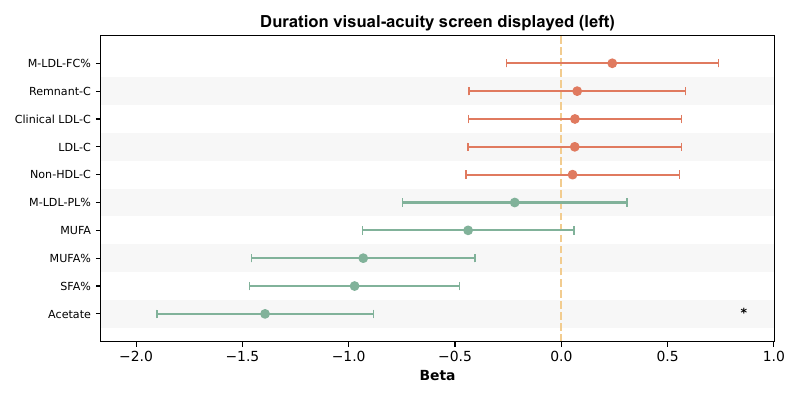 Duration visual-acuity screen displayed (left)
M-LDL-FC%
Remnant-C
Clinical LDL-C
LDL-C
Non-HDL-C
M-LDL-PL%
MUFA
MUFA%
SFA%
Acetate *
−2.0 −1.5 −1.0 −0.5 0.0 0.5 1.0
Beta